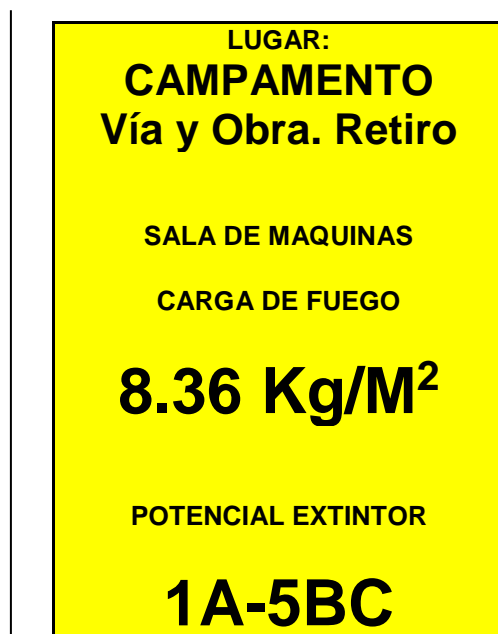 LUGAR:
CAMPAMENTO
Vía y Obra. Retiro
SALA DE MAQUINAS
CARGA DE FUEGO
8.36 Kg/M²
POTENCIAL EXTINTOR
1A-5BC